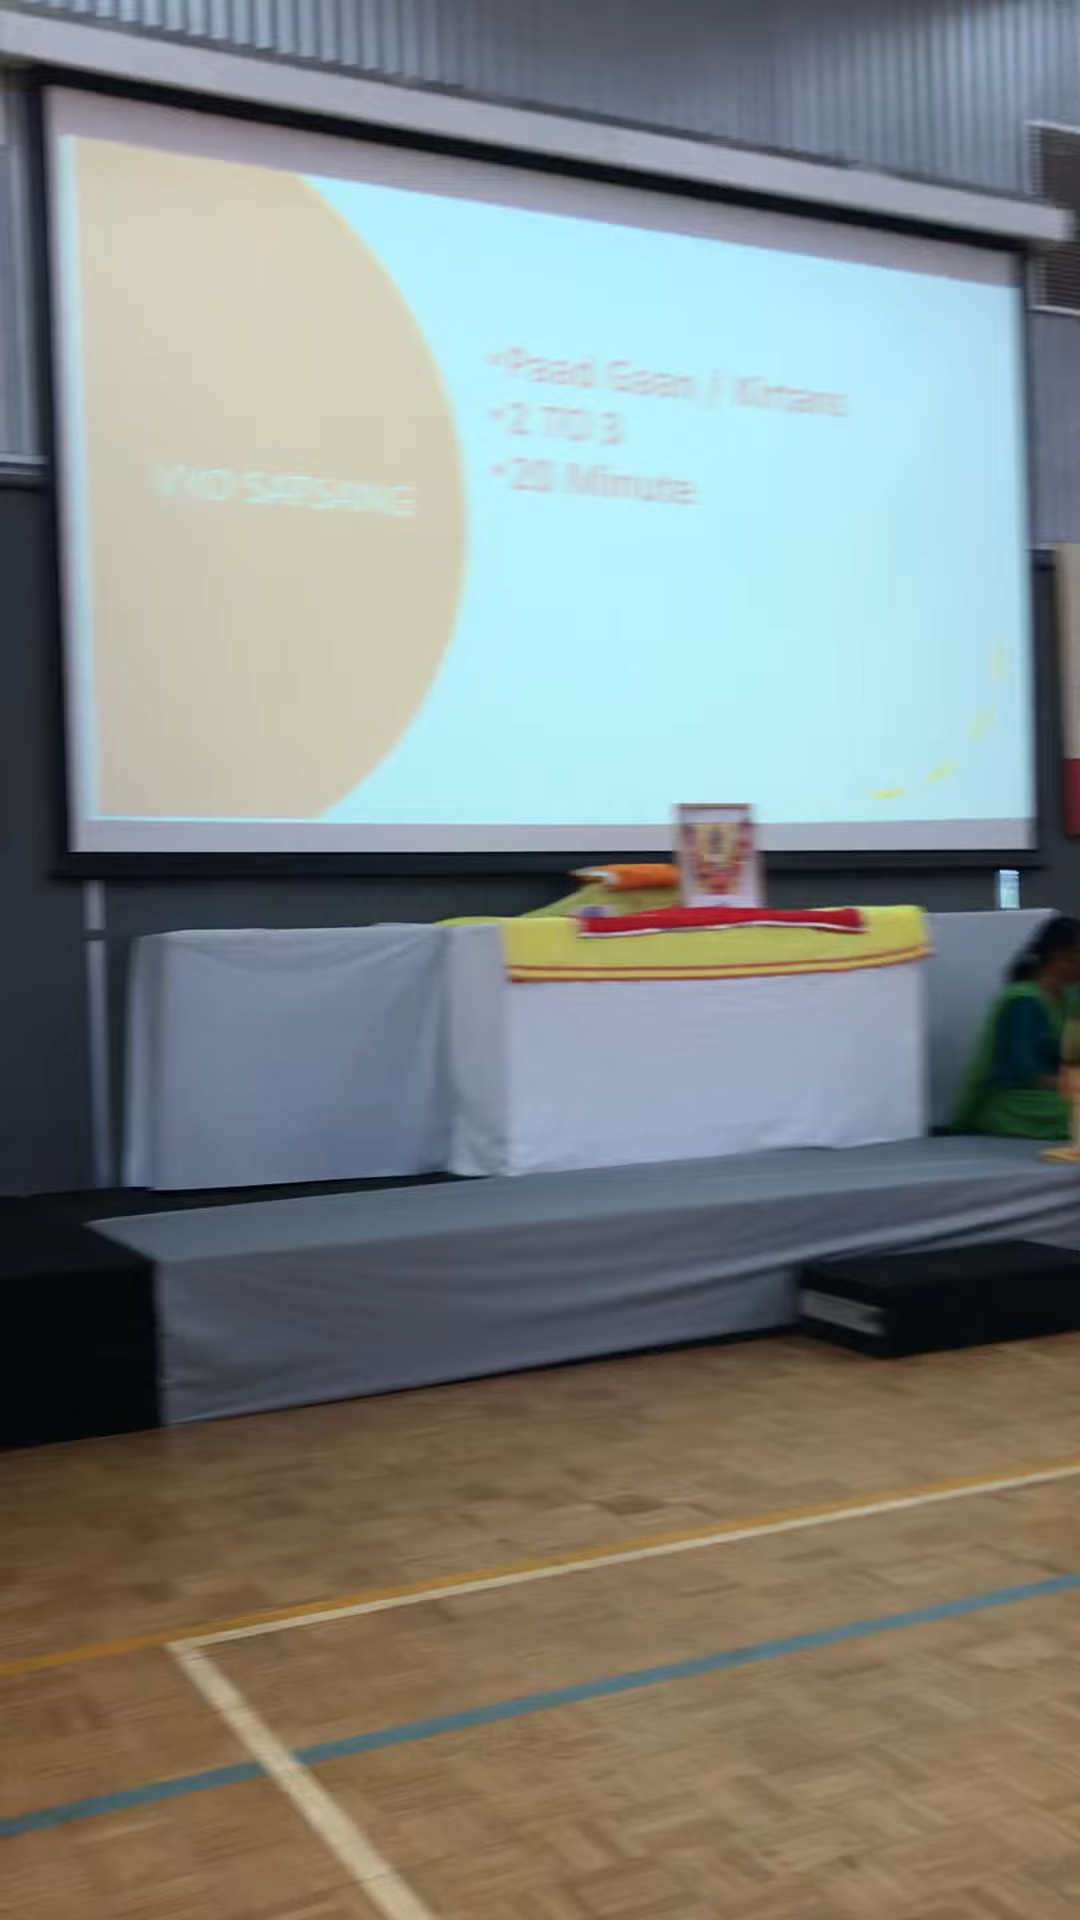 VYO SATSANG
•Paad Gaan / Kirtans
•2 TO 3
•20 Minute